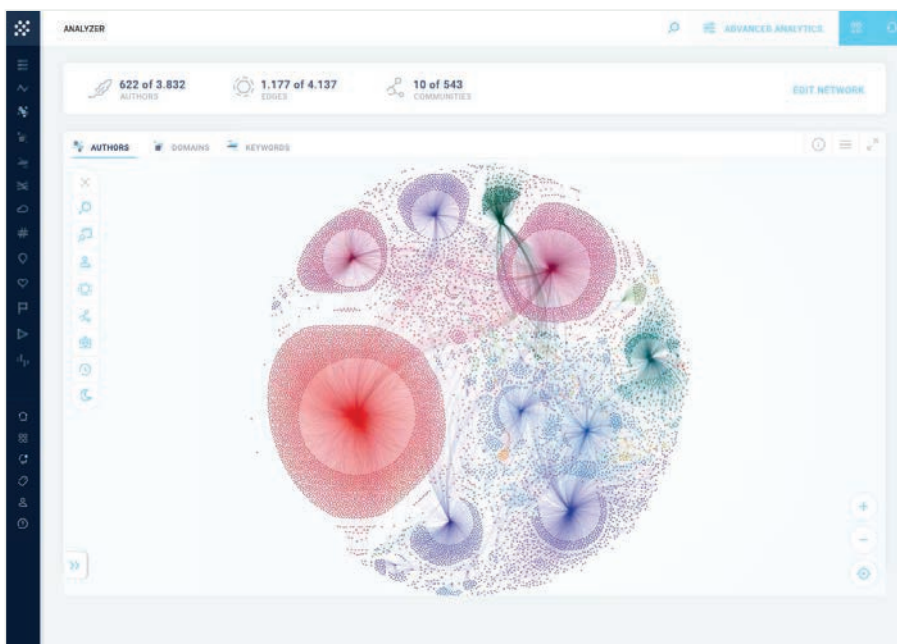 ANALYZER
ADVANCED ANALYTICS
622 of 3.832
AUTHORS
1.177 of 4.137
EDGES
10 of 543
COMMUNITIES
EDIT NETWORK
AUTHORS
DOMAINS
KEYWORDS